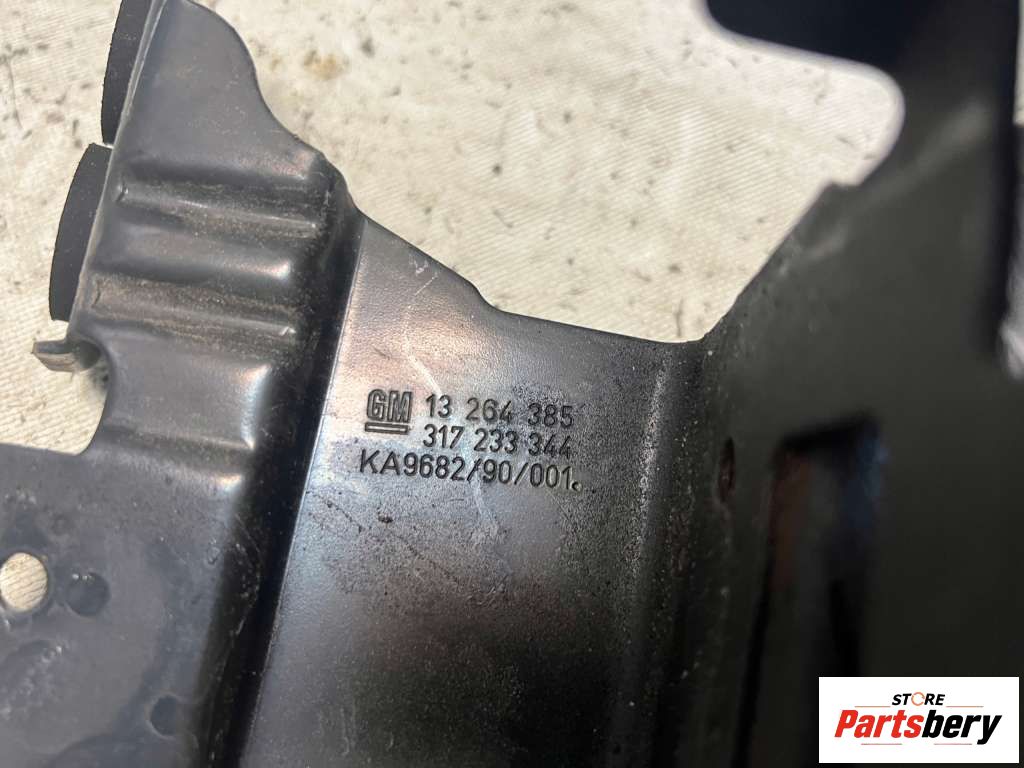 GM 13 264 385
317 233 344
KA9682/90/001.
STORE
Partsbery